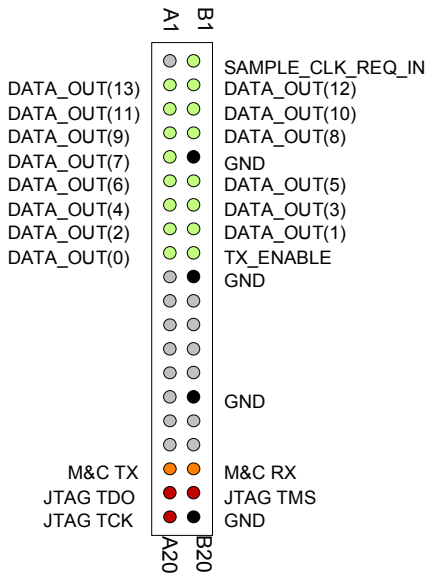 A1 B1
SAMPLE_CLK_REQ_IN
DATA_OUT(13) DATA_OUT(12)
DATA_OUT(11) DATA_OUT(10)
DATA_OUT(9) DATA_OUT(8)
DATA_OUT(7) GND
DATA_OUT(6) DATA_OUT(5)
DATA_OUT(4) DATA_OUT(3)
DATA_OUT(2) DATA_OUT(1)
DATA_OUT(0) TX_ENABLE
GND
GND
M&C TX M&C RX
JTAG TDO JTAG TMS
JTAG TCK GND
A20 B20